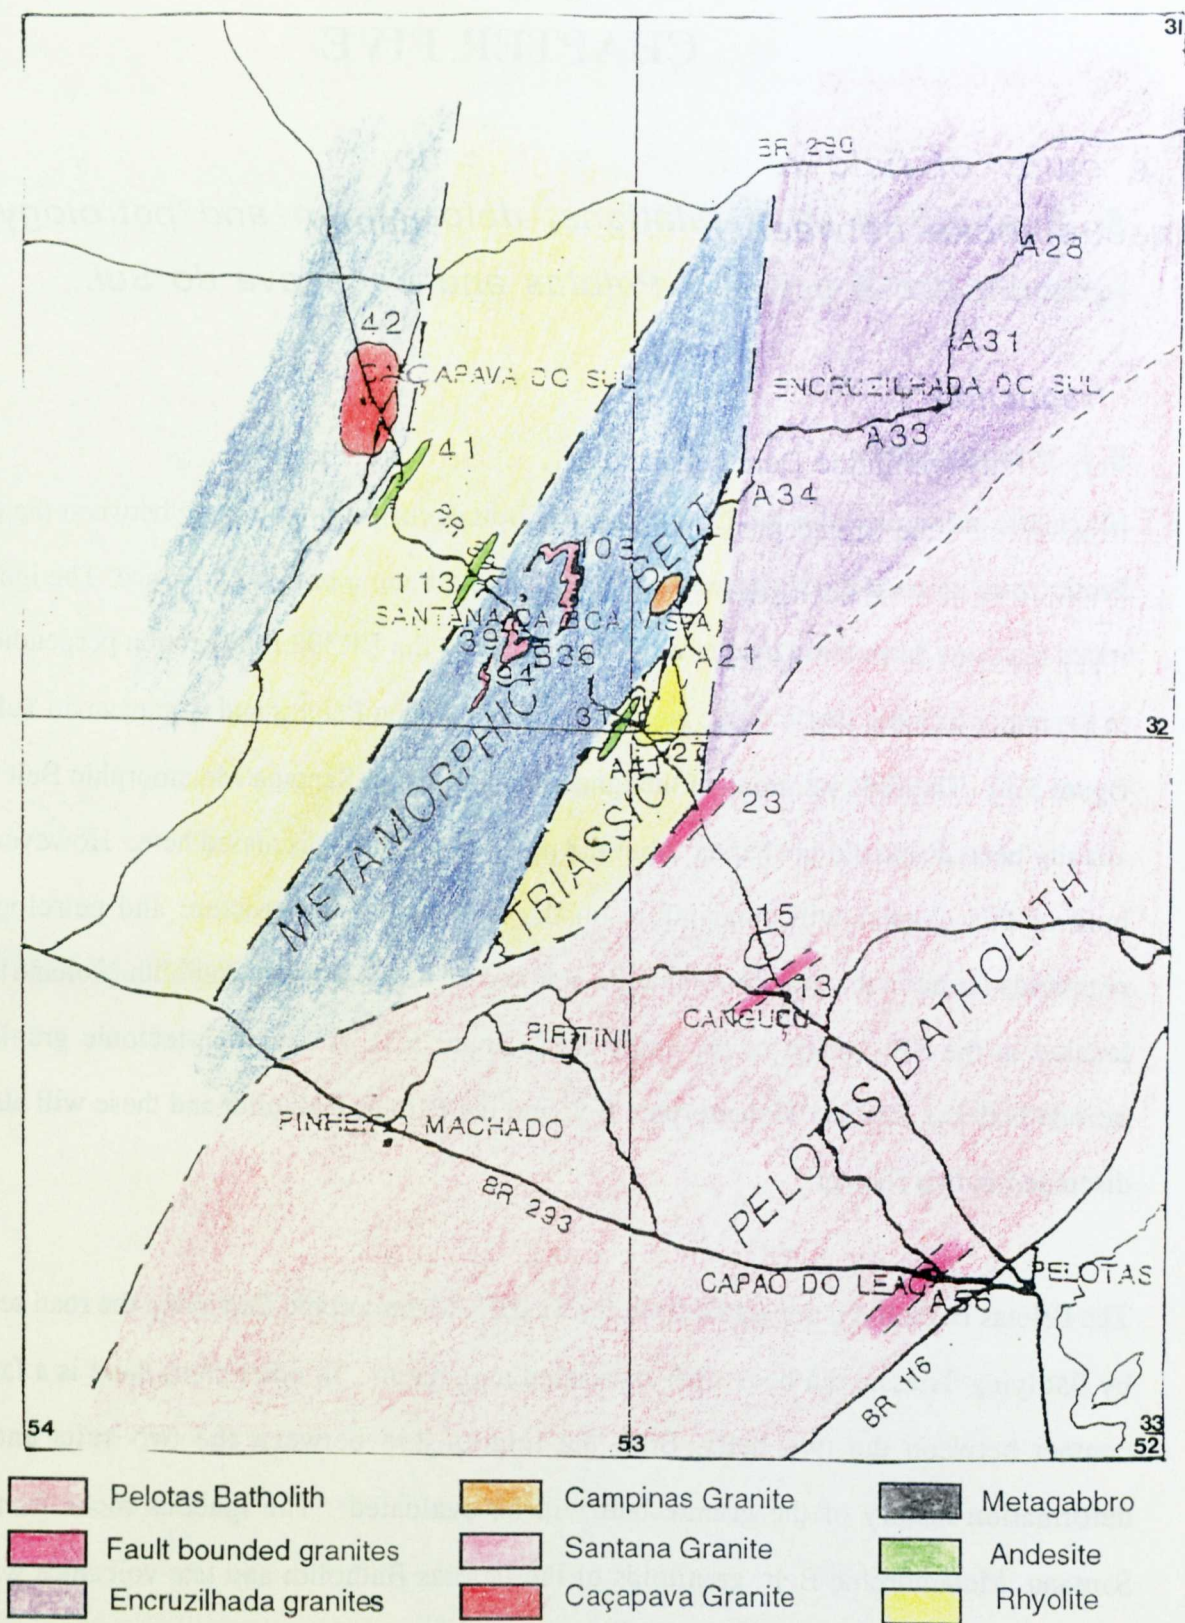 31
BR 290
A28
42
A31
CAÇAPAVA DO SUL
ENCRUZILHADA DO SUL
A33
41
A34
BR
103
BELT
113
SANTANA DA BOA VISTA
39
536
A21
94
31
32
27
A41
METAMORPHIC
TRIASSIC
23
15
13
CANGUÇU
PIRITINI
PELOTAS BATHOLITH
PINHEIRO MACHADO
BR 293
CAPAO DO LEAO
PELOTAS
A56
BR 116
54
53
33
52
Pelotas Batholith
Campinas Granite
Metagabbro
Fault bounded granites
Santana Granite
Andesite
Encruzilhada granites
Caçapava Granite
Rhyolite